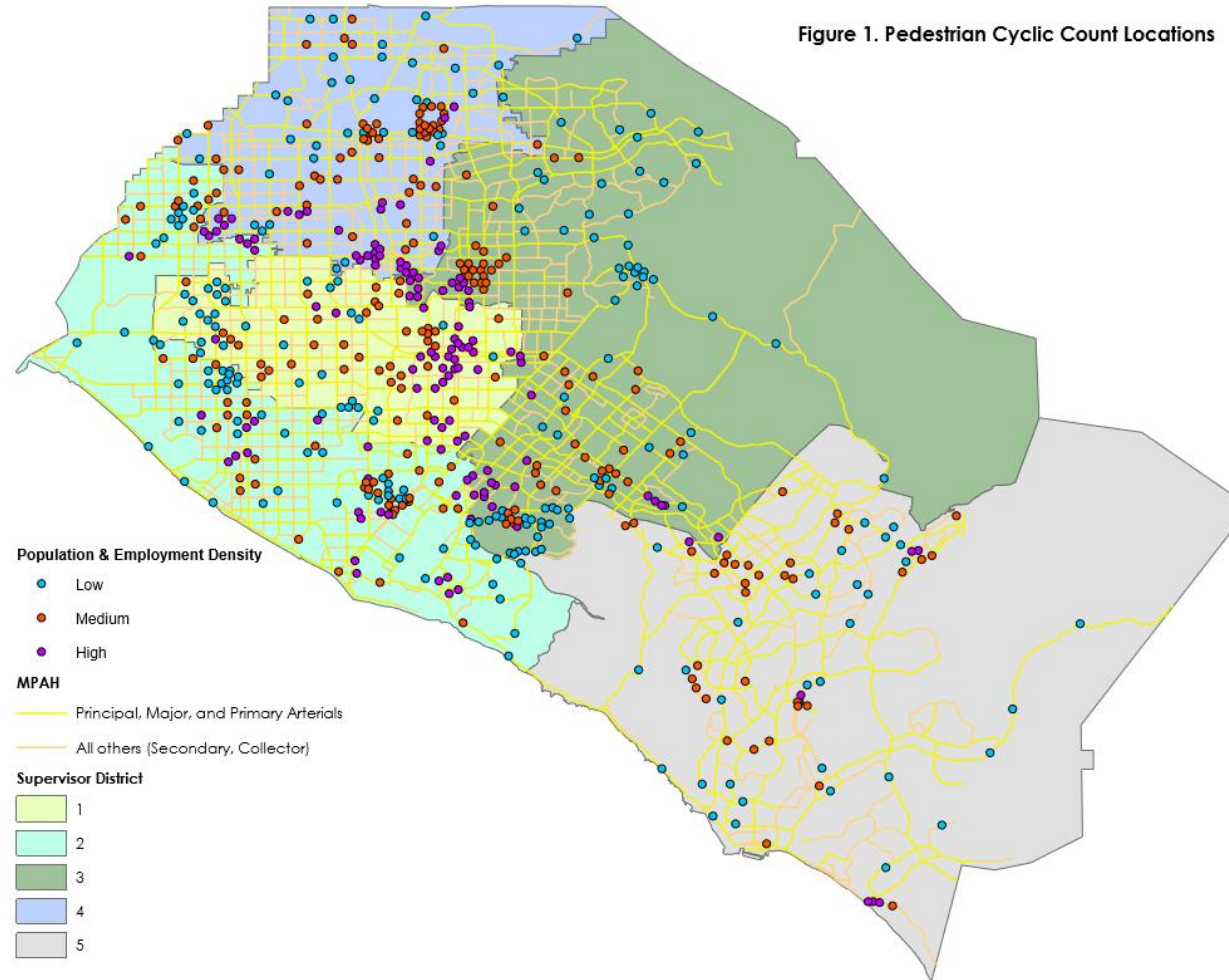 Figure 1. Pedestrian Cyclic Count Locations
Population & Employment Density
Low
Medium
High
MPAH
Principal, Major, and Primary Arterials
All others (Secondary, Collector)
Supervisor District
1
2
3
4
5